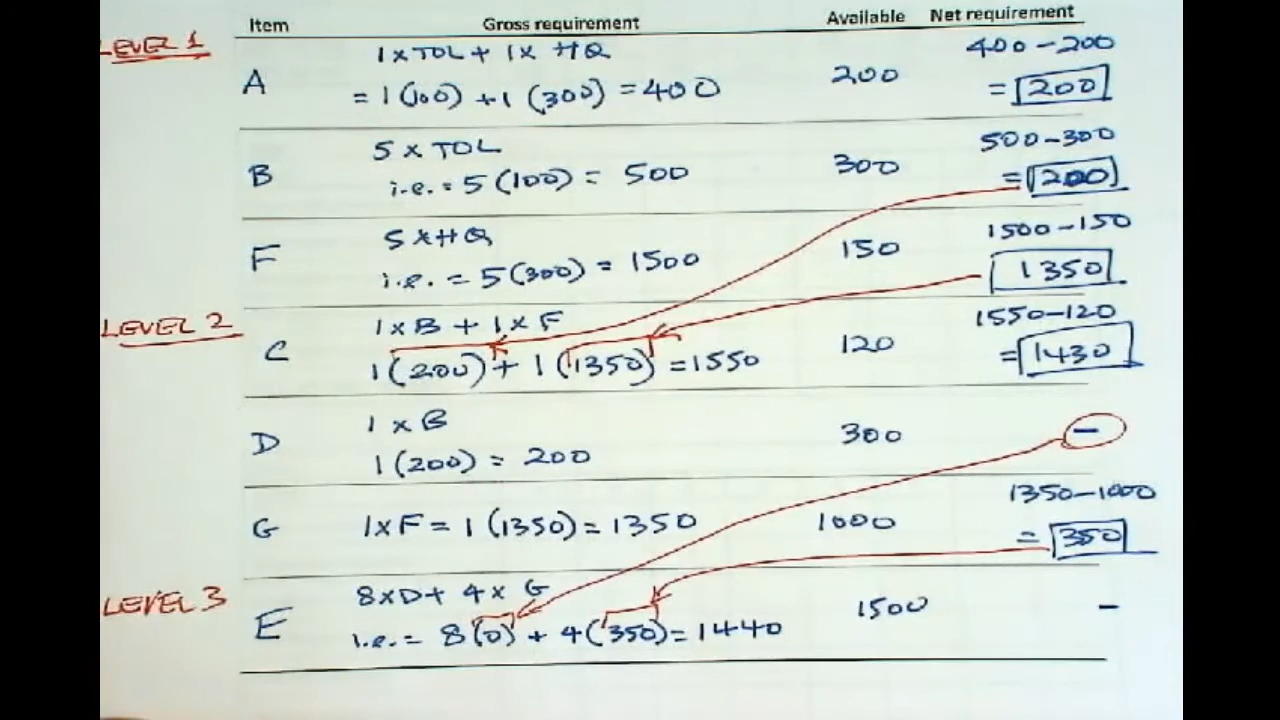 Item Gross requirement Available Net requirement
LEVEL 1
A 1 x TOL + 1 x HQ 400 - 200
= 1 (100) + 1 (300) = 400 200 = 200
B 5 x TOL 500 - 300
i.e. = 5 (100) = 500 300 = 200
F 5 x HQ 1500 - 150
i.e. = 5 (300) = 1500 150 1350
LEVEL 2
C 1 x B + 1 x F 1550 - 120
1 (200) + 1 (1350) = 1550 120 = 1430
D 1 x B
1 (200) = 200 300 -
G 1 x F = 1 (1350) = 1350 1000 1350 - 1000
= 350
LEVEL 3
E 8 x D + 4 x G
i.e. = 8 (0) + 4 (350) = 1440 1500 -